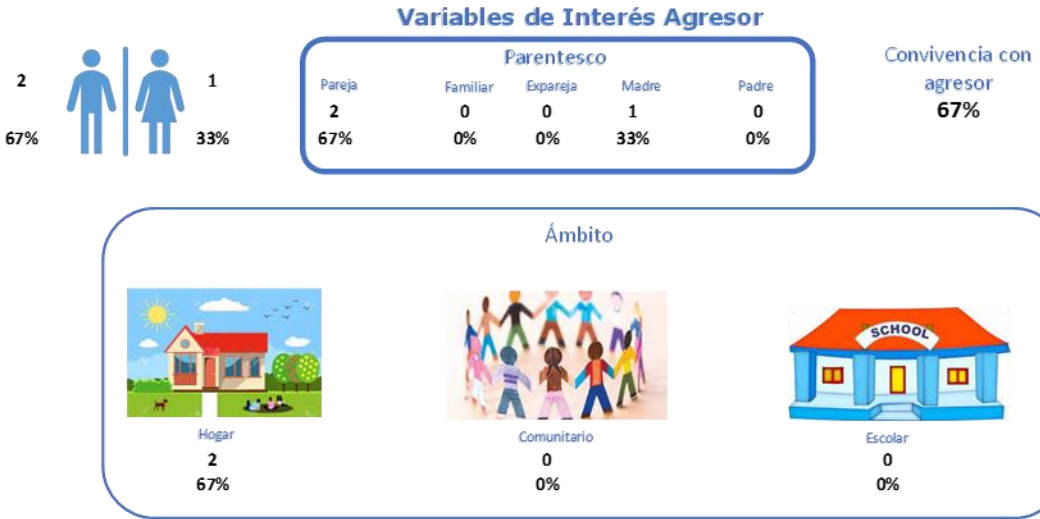 Variables de Interés Agresor
2
67%
1
33%
Parentesco
Pareja Familiar Expareja Madre Padre
2 0 0 1 0
67% 0% 0% 33% 0%
Convivencia con
agresor
67%
Ámbito
SCHOOL
Hogar Comunitario Escolar
2 0 0
67% 0% 0%